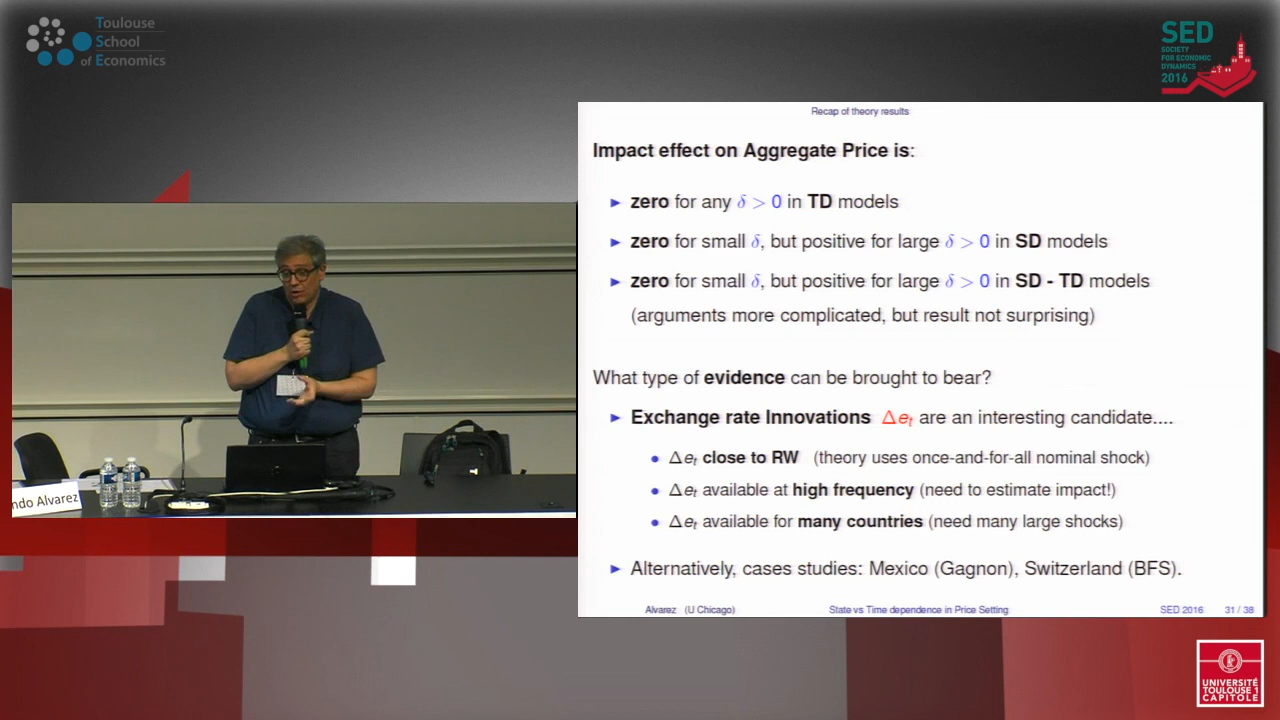 Toulouse
School
of Economics
SED
SOCIETY
FOR ECONOMIC
DYNAMICS
2016
Recap of theory results
Impact effect on Aggregate Price is:
► zero for any δ > 0 in TD models
► zero for small δ, but positive for large δ > 0 in SD models
► zero for small δ, but positive for large δ > 0 in SD - TD models
(arguments more complicated, but result not surprising)
What type of evidence can be brought to bear?
► Exchange rate Innovations Δeₜ are an interesting candidate....
• Δeₜ close to RW (theory uses once-and-for-all nominal shock)
• Δeₜ available at high frequency (need to estimate impact!)
• Δeₜ available for many countries (need many large shocks)
► Alternatively, cases studies: Mexico (Gagnon), Switzerland (BFS).
Alvarez (U Chicago) State vs Time dependence in Price Setting SED 2016 31 / 38
ndo Alvarez
UNIVERSITÉ
TOULOUSE 1
CAPITOLE